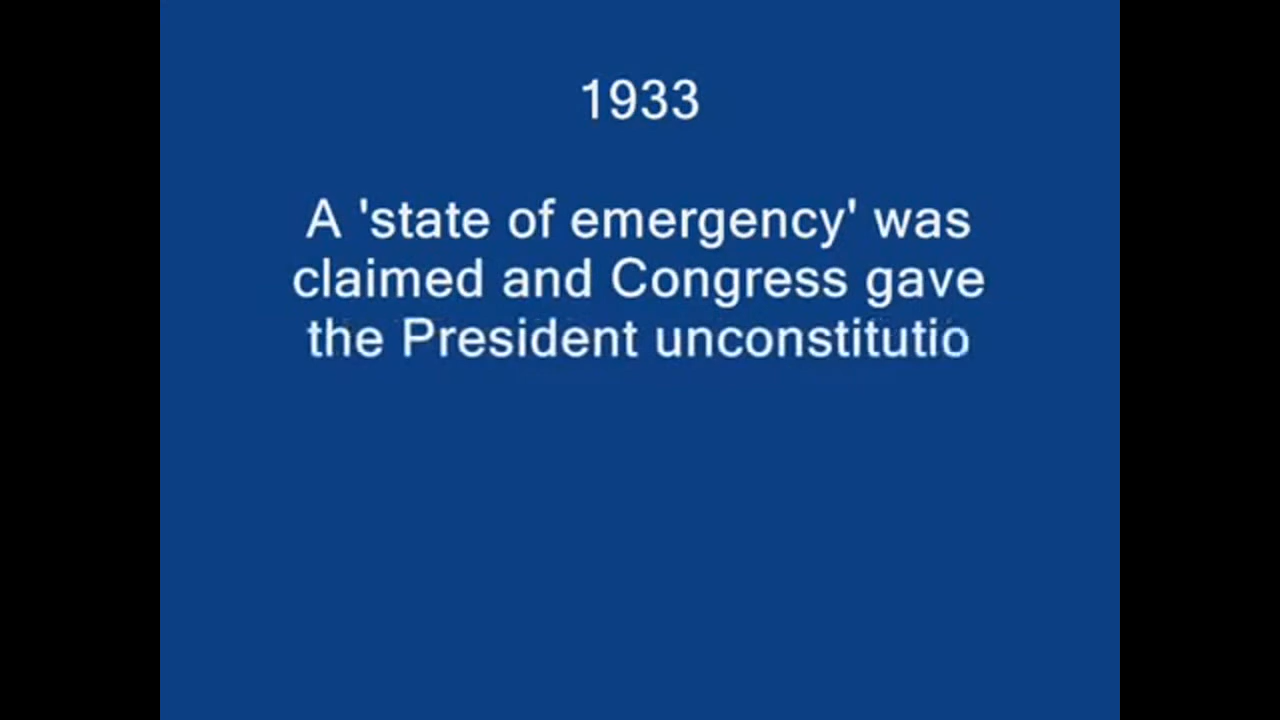 1933
A 'state of emergency' was
claimed and Congress gave
the President unconstitutio